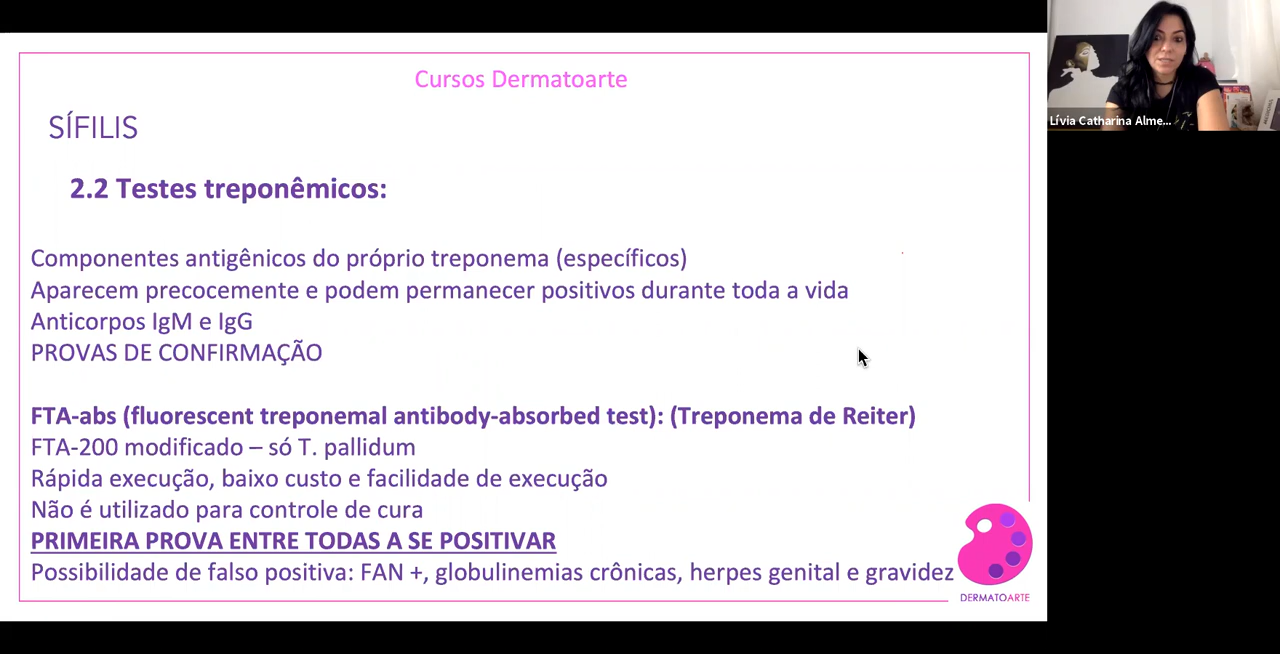 Cursos Dermatoarte
SÍFILIS
2.2 Testes treponêmicos:
Componentes antigênicos do próprio treponema (específicos)
Aparecem precocemente e podem permanecer positivos durante toda a vida
Anticorpos IgM e IgG
PROVAS DE CONFIRMAÇÃO
FTA-abs (fluorescent treponemal antibody-absorbed test): (Treponema de Reiter)
FTA-200 modificado – só T. pallidum
Rápida execução, baixo custo e facilidade de execução
Não é utilizado para controle de cura
PRIMEIRA PROVA ENTRE TODAS A SE POSITIVAR
Possibilidade de falso positiva: FAN +, globulinemias crônicas, herpes genital e gravidez
DERMATOARTE
Lívia Catharina Alme...